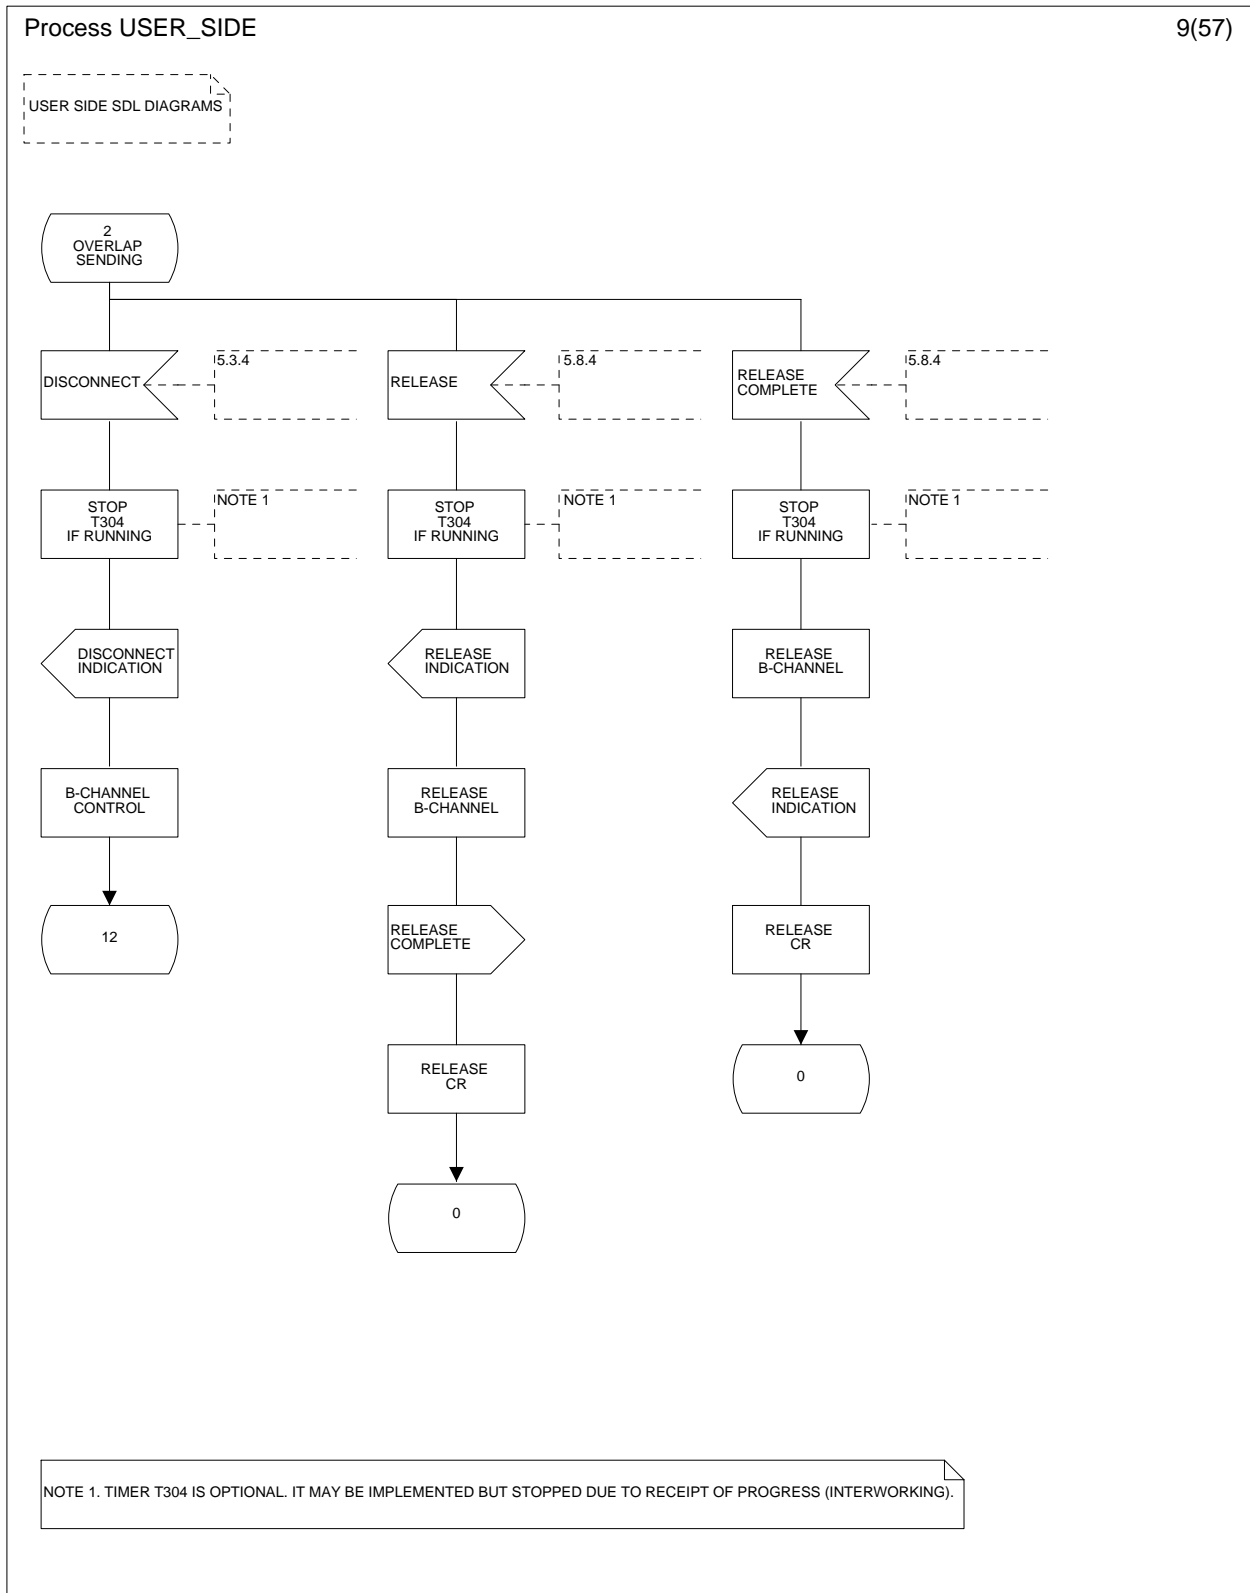 Process USER_SIDE
9(57)
USER SIDE SDL DIAGRAMS
2
OVERLAP
SENDING
DISCONNECT
5.3.4
STOP
T304
IF RUNNING
NOTE 1
DISCONNECT
INDICATION
B-CHANNEL
CONTROL
12
RELEASE
5.8.4
STOP
T304
IF RUNNING
NOTE 1
RELEASE
INDICATION
RELEASE
B-CHANNEL
RELEASE
COMPLETE
RELEASE
CR
0
RELEASE
COMPLETE
5.8.4
STOP
T304
IF RUNNING
NOTE 1
RELEASE
B-CHANNEL
RELEASE
INDICATION
RELEASE
CR
0
NOTE 1. TIMER T304 IS OPTIONAL. IT MAY BE IMPLEMENTED BUT STOPPED DUE TO RECEIPT OF PROGRESS (INTERWORKING).